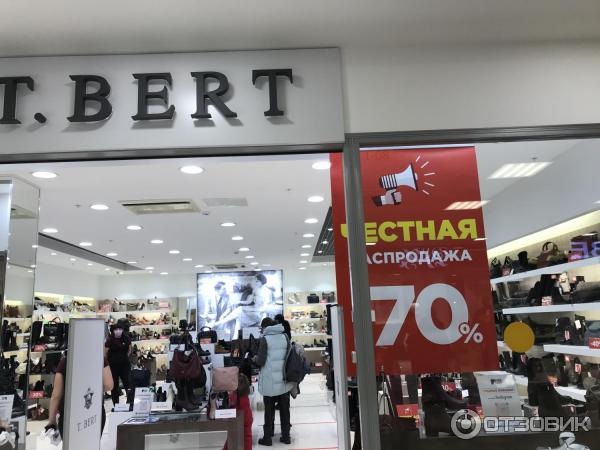 T. BERT
ЧЕСТНАЯ
РАСПРОДАЖА
-70%
T. BERT
ОТЗОВИК